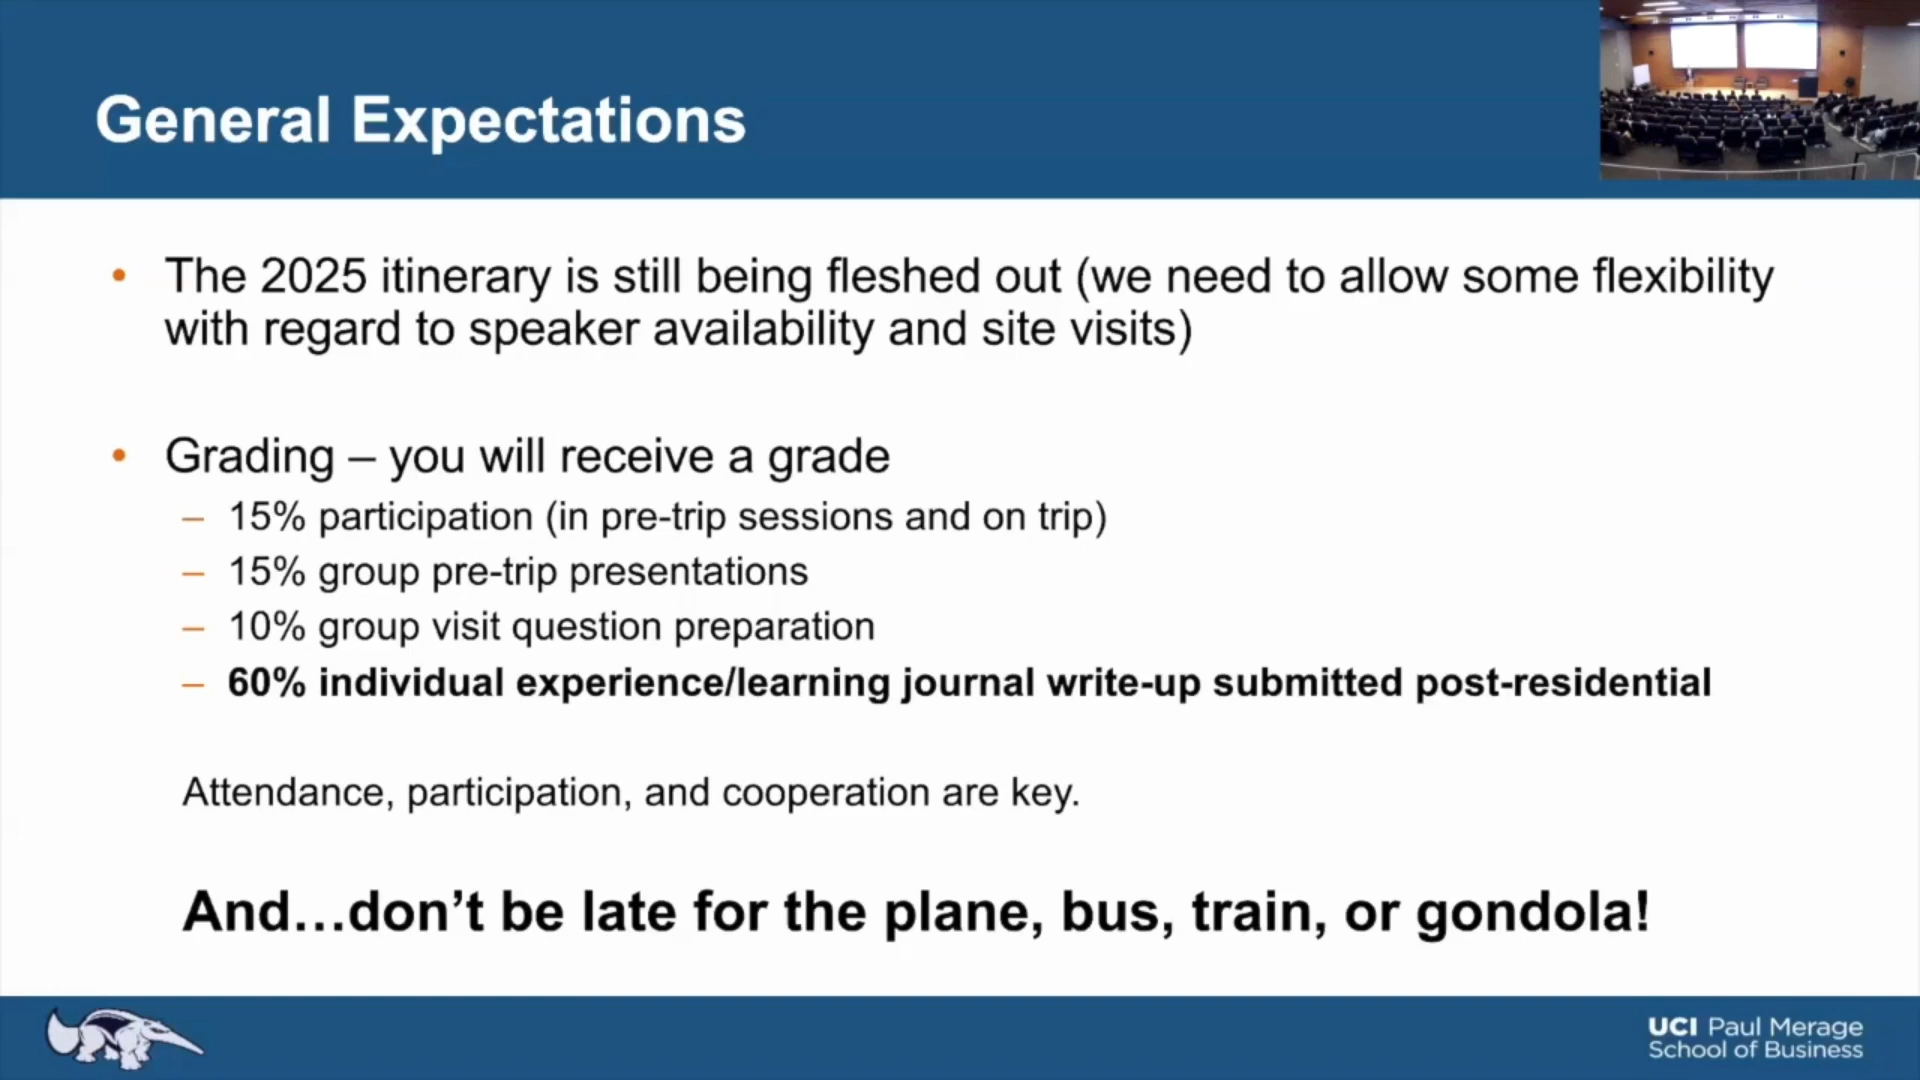 General Expectations
• The 2025 itinerary is still being fleshed out (we need to allow some flexibility
with regard to speaker availability and site visits)
• Grading – you will receive a grade
– 15% participation (in pre-trip sessions and on trip)
– 15% group pre-trip presentations
– 10% group visit question preparation
– 60% individual experience/learning journal write-up submitted post-residential
Attendance, participation, and cooperation are key.
And…don’t be late for the plane, bus, train, or gondola!
UCI Paul Merage
School of Business